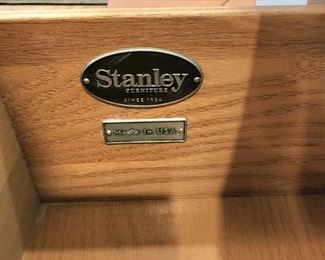 Stanley
FURNITURE
SINCE 1924
Made In USA